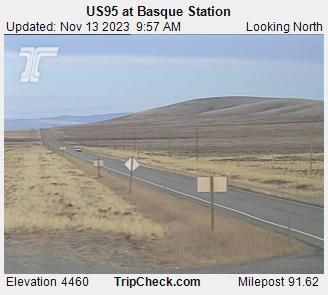 US95 at Basque Station
Updated: Nov 13 2023 9:57 AM Looking North
Elevation 4460 TripCheck.com Milepost 91.62